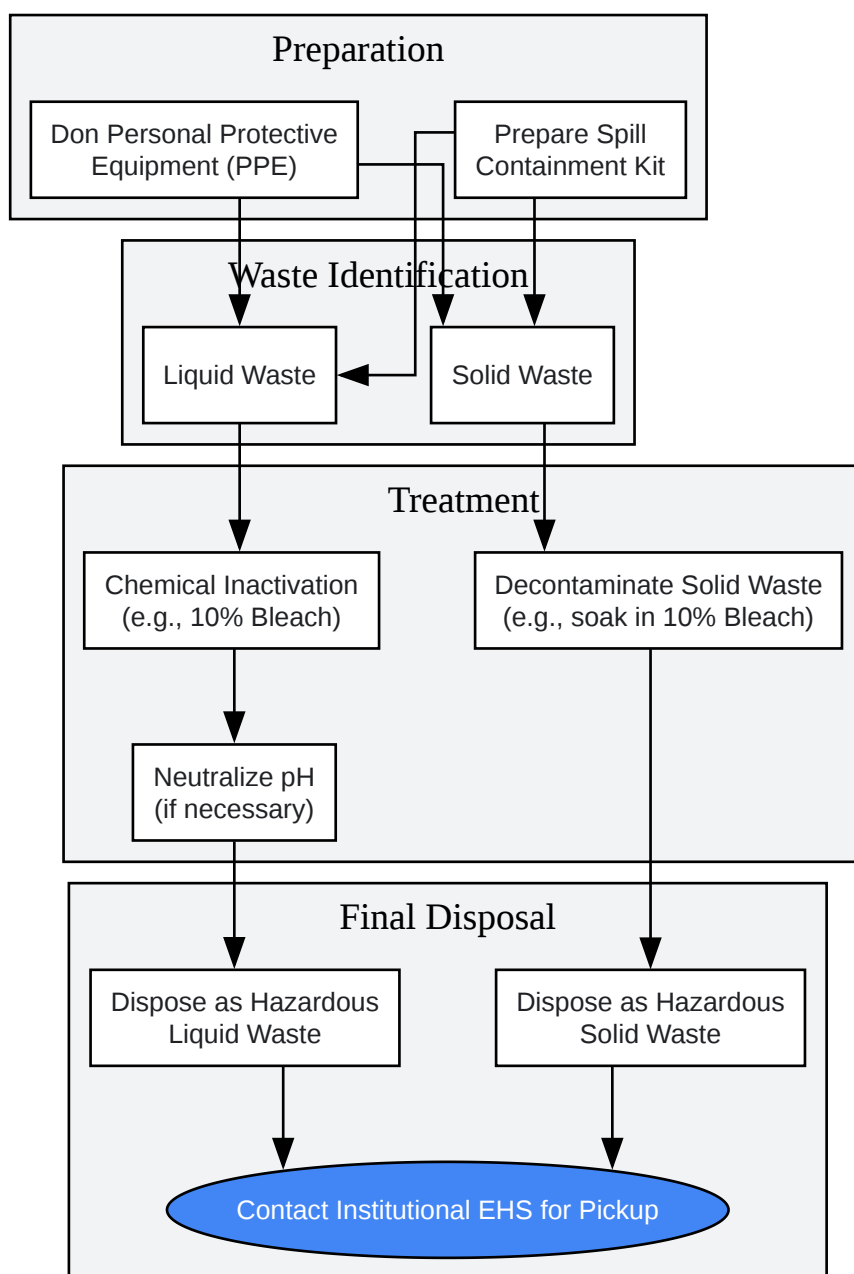 Preparation
Don Personal Protective
Equipment (PPE)
Prepare Spill
Containment Kit
Waste Identification
Liquid Waste
Solid Waste
Treatment
Chemical Inactivation
(e.g., 10% Bleach)
Decontaminate Solid Waste
(e.g., soak in 10% Bleach)
Neutralize pH
(if necessary)
Final Disposal
Dispose as Hazardous
Liquid Waste
Dispose as Hazardous
Solid Waste
Contact Institutional EHS for Pickup